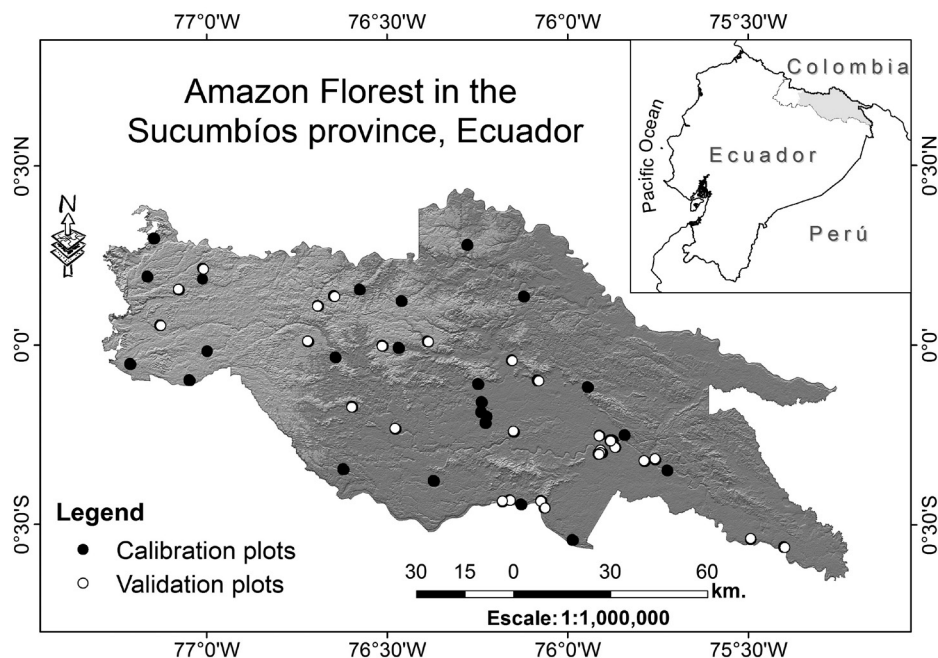 77°0'W 76°30'W 76°0'W 75°30'W
Amazon Florest in the
Sucumbíos province, Ecuador
Colombia
Pacific Ocean
Ecuador
Perú
0°30'N
0°30'N
N
0°0'
0°0'
0°30'S
0°30'S
Legend
Calibration plots
Validation plots
30 15 0 30 60
km.
Escale: 1:1,000,000
77°0'W 76°30'W 76°0'W 75°30'W